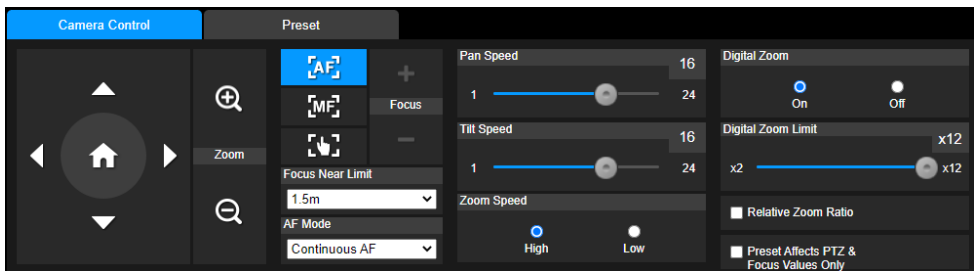 Camera Control
Preset
AF
MF
+
Focus
−
Zoom
Focus Near Limit
1.5m
AF Mode
Continuous AF
Pan Speed
16
1
24
Tilt Speed
16
1
24
Zoom Speed
High
Low
Digital Zoom
On
Off
Digital Zoom Limit
x12
x2
x12
Relative Zoom Ratio
Preset Affects PTZ &
Focus Values Only